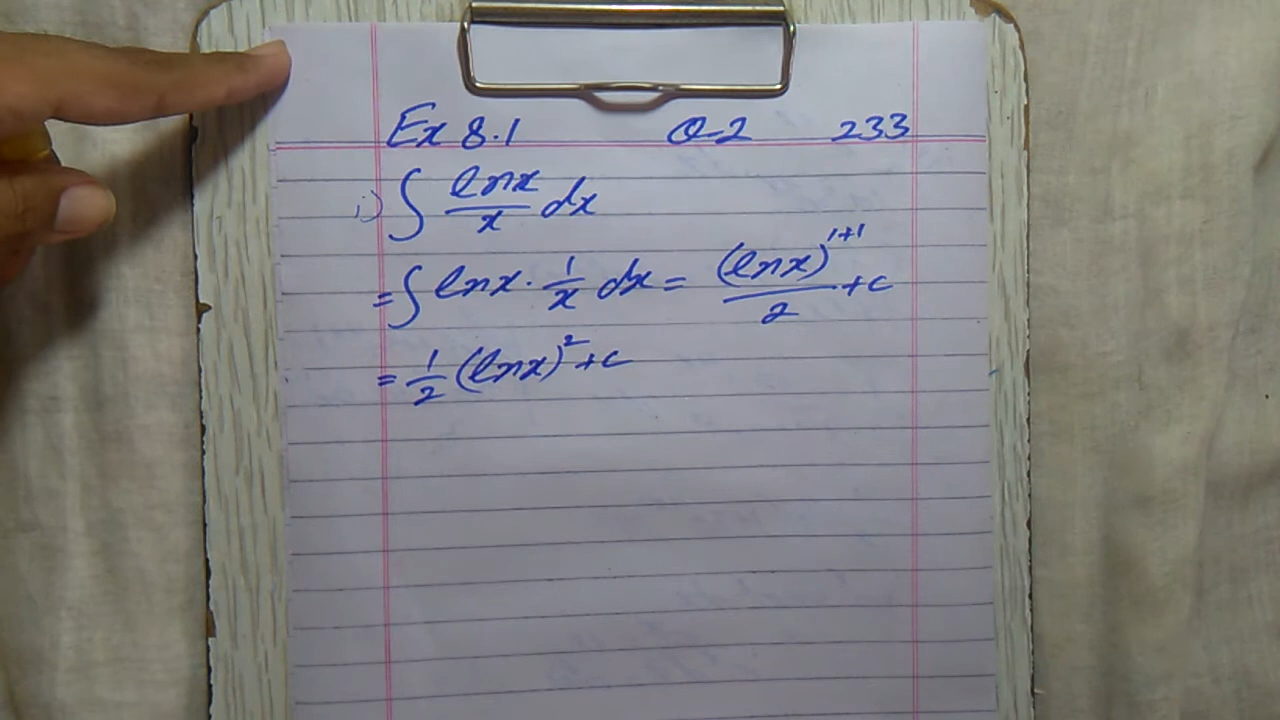 Ex 8.1 Q-2 233
i) ∫ lnx/x dx
= ∫ lnx · 1/x dx = (lnx)^(1+1)/2 + c
= 1/2 (lnx)^2 + c